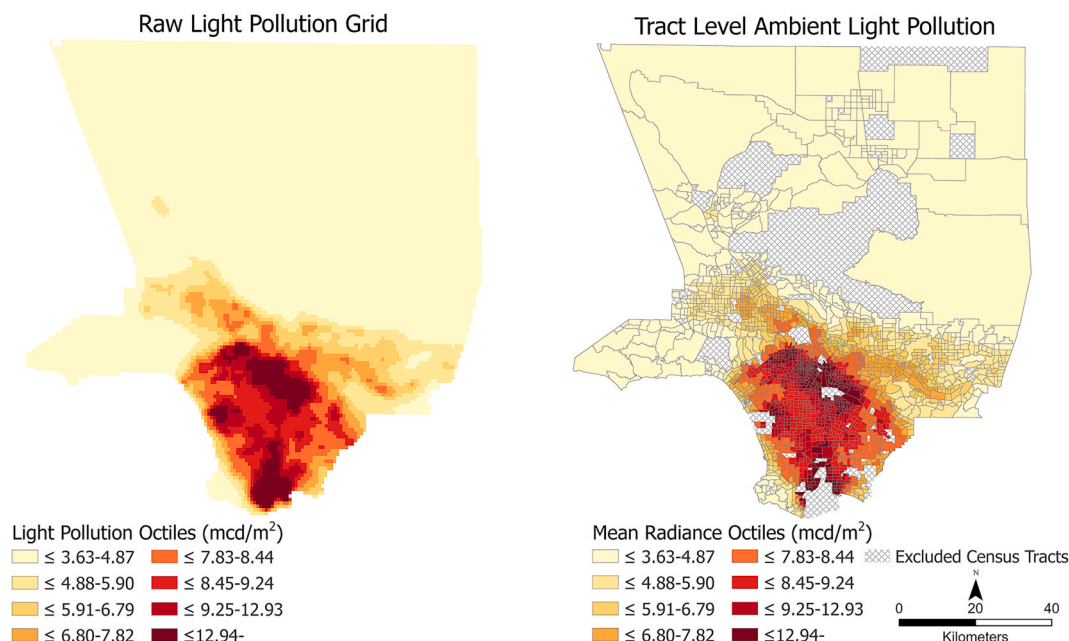 Raw Light Pollution Grid
Tract Level Ambient Light Pollution
Light Pollution Octiles (mcd/m²)
≤ 3.63-4.87
≤ 7.83-8.44
≤ 4.88-5.90
≤ 8.45-9.24
≤ 5.91-6.79
≤ 9.25-12.93
≤ 6.80-7.82
≤12.94-
Mean Radiance Octiles (mcd/m²)
≤ 3.63-4.87
≤ 7.83-8.44
≤ 4.88-5.90
≤ 8.45-9.24
≤ 5.91-6.79
≤ 9.25-12.93
≤ 6.80-7.82
≤12.94-
Excluded Census Tracts
N
0 20 40
Kilometers